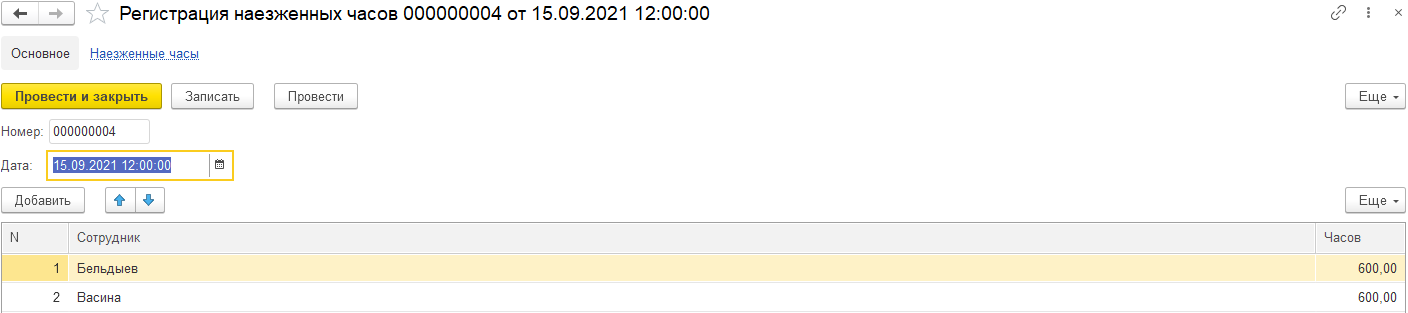 Регистрация наезженных часов 000000004 от 15.09.2021 12:00:00
Основное Наезженные часы
Провести и закрыть Записать Провести Еще
Номер: 000000004
Дата: 15.09.2021 12:00:00
Добавить Еще
N Сотрудник Часов
1 Бельдыев 600,00
2 Васина 600,00